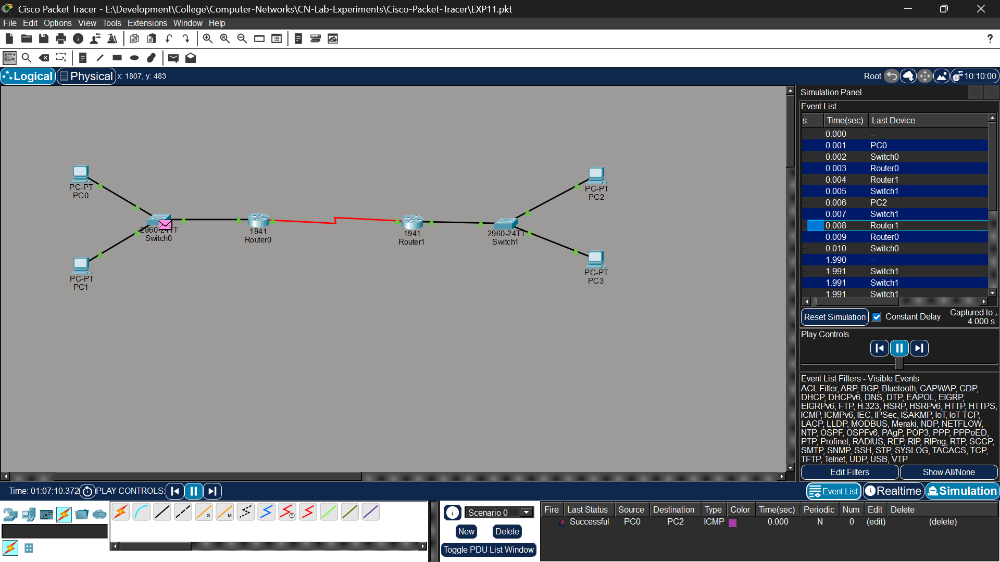 Cisco Packet Tracer - E:\Development\College\Computer-Networks\CN-Lab-Experiments\Cisco-Packet-Tracer\EXP11.pkt
File Edit Options View Tools Extensions Window Help
?
Logical Physical x: 1807, y: 483
Root 10:10:00
PC-PT
PC0
PC-PT
PC1
2960-24TT
Switch0
1941
Router0
1941
Router1
2960-24TT
Switch1
PC-PT
PC2
PC-PT
PC3
Simulation Panel
Event List
s. Time(sec) Last Device
0.000 --
0.001 PC0
0.002 Switch0
0.003 Router0
0.004 Router1
0.005 Switch1
0.006 PC2
0.007 Switch1
0.008 Router1
0.009 Router0
0.010 Switch0
1.990 --
1.991 Switch1
1.991 Switch1
1.991 Switch1
Reset Simulation Constant Delay Captured to:*
4.000 s
Play Controls
Event List Filters - Visible Events
ACL Filter, ARP, BGP, Bluetooth, CAPWAP, CDP,
DHCP, DHCPv6, DNS, DTP, EAPOL, EIGRP,
EIGRPv6, FTP, H.323, HSRP, HSRPv6, HTTP, HTTPS,
ICMP, ICMPv6, IEC, IPSec, ISAKMP, IoT, IoT TCP,
LACP, LLDP, MODBUS, Meraki, NDP, NETFLOW,
NTP, OSPF, OSPFv6, PAgP, POP3, PPP, PPPoED,
PTP, Profinet, RADIUS, REP, RIP, RIPng, RTP, SCCP,
SMTP, SNMP, SSH, STP, SYSLOG, TACACS, TCP,
TFTP, Telnet, UDP, USB, VTP
Edit Filters Show All/None
Time: 01:07:10.372 PLAY CONTROLS:
Event List Realtime Simulation
S M
Scenario 0
New Delete
Toggle PDU List Window
Fire Last Status Source Destination Type Color Time(sec) Periodic Num Edit Delete
Successful PC0 PC2 ICMP 0.000 N 0 (edit) (delete)